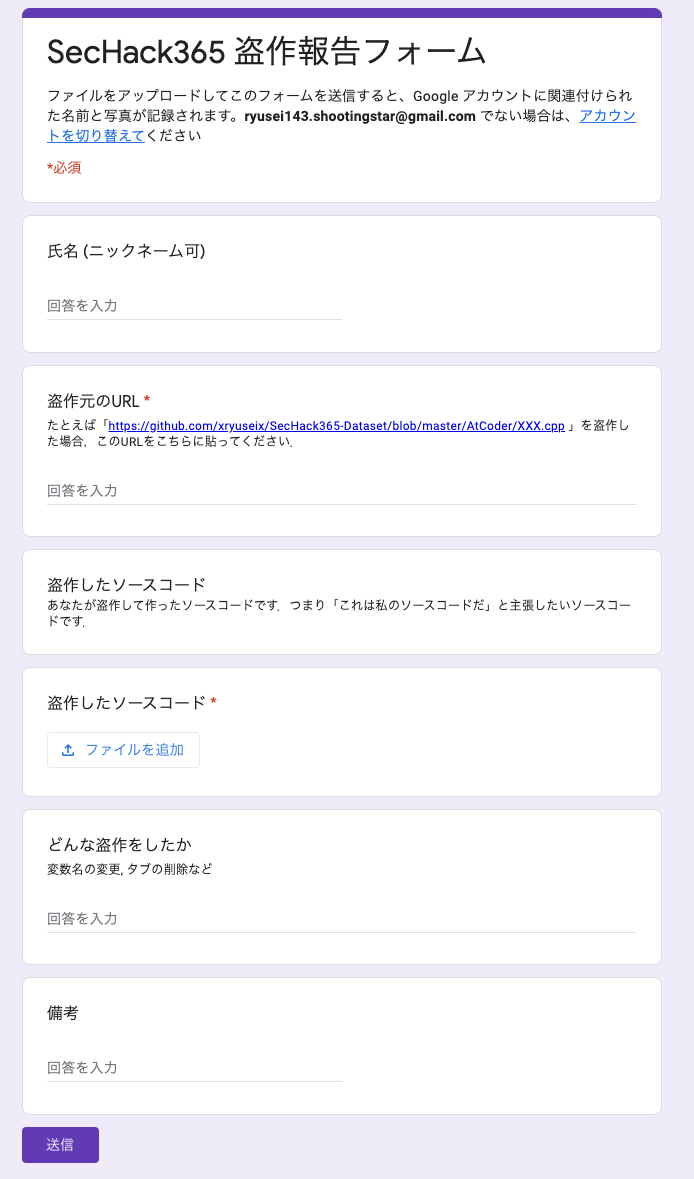 SecHack365 盗作報告フォーム
ファイルをアップロードしてこのフォームを送信すると、Google アカウントに関連付けられ
た名前と写真が記録されます。ryusei143.shootingstar@gmail.com でない場合は、アカウン
トを切り替えてください
*必須
氏名 (ニックネーム可)
回答を入力
盗作元のURL *
たとえば「https://github.com/xryuseix/SecHack365-Dataset/blob/master/AtCoder/XXX.cpp 」を盗作し
た場合，このURLをこちらに貼ってください．
回答を入力
盗作したソースコード
あなたが盗作して作ったソースコードです．つまり「これは私のソースコードだ」と主張したいソースコー
ドです．
盗作したソースコード *
ファイルを追加
どんな盗作をしたか
変数名の変更, タブの削除など
回答を入力
備考
回答を入力
送信